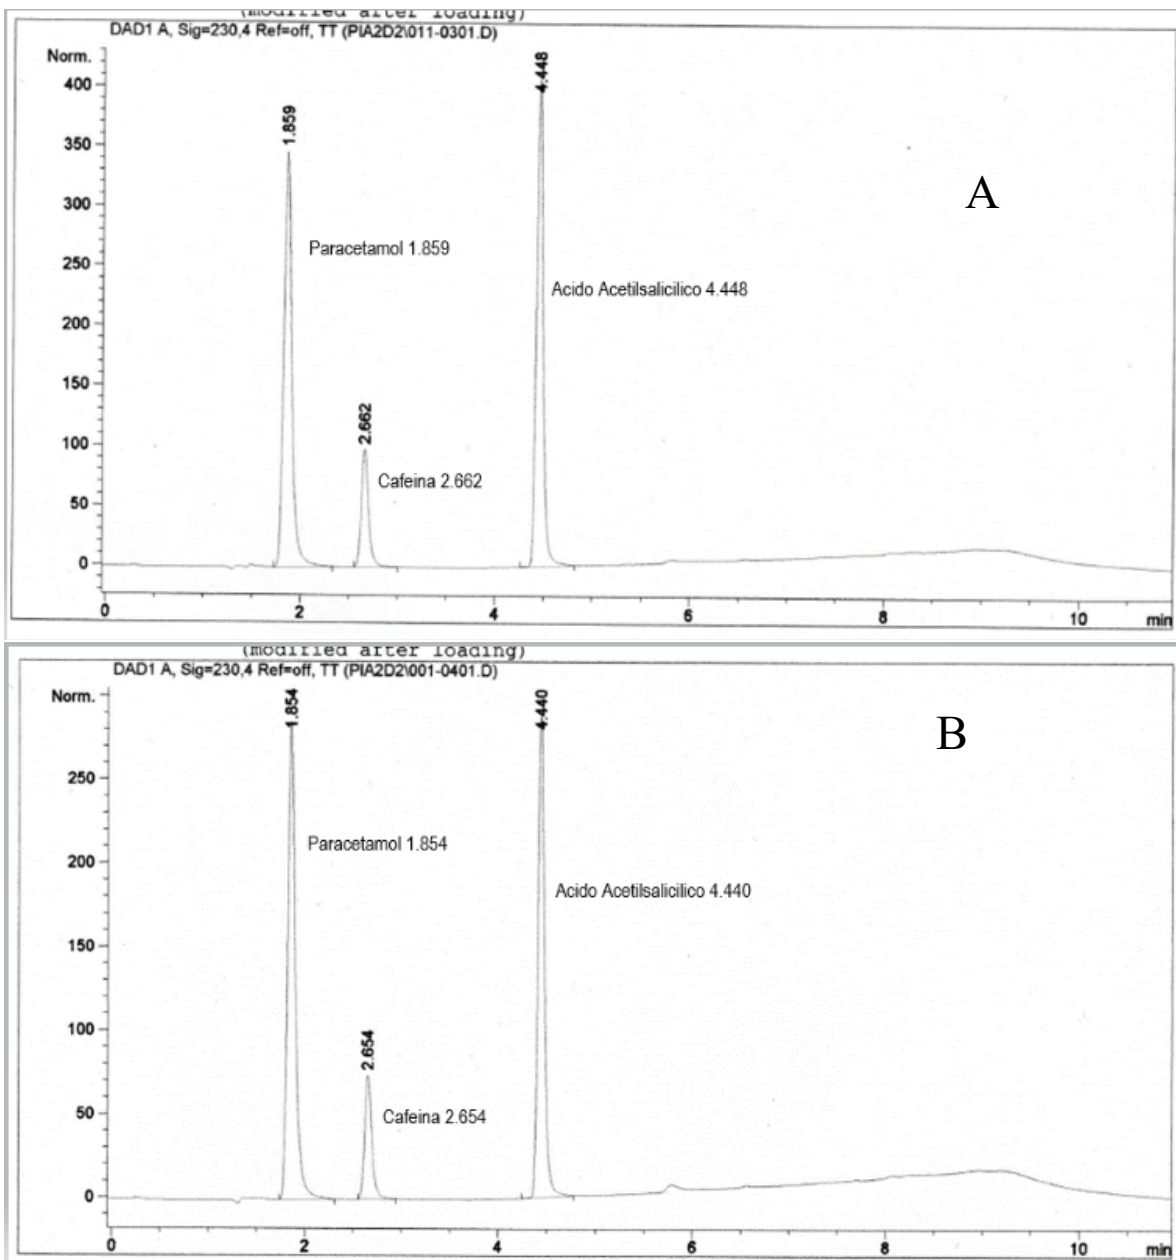 (modified after loading)
DAD1 A, Sig=230,4 Ref=off, TT (PIA2D2\011-0301.D)
Norm.
400
350
300
250
200
150
100
50
0
1.859
2.662
4.448
Paracetamol 1.859
Cafeina 2.662
Acido Acetilsalicilico 4.448
A
0
2
4
6
8
10
min
(modified after loading)
DAD1 A, Sig=230,4 Ref=off, TT (PIA2D2\001-0401.D)
Norm.
250
200
150
100
50
0
1.854
2.654
4.440
Paracetamol 1.854
Cafeina 2.654
Acido Acetilsalicilico 4.440
B
0
2
4
6
8
10
min